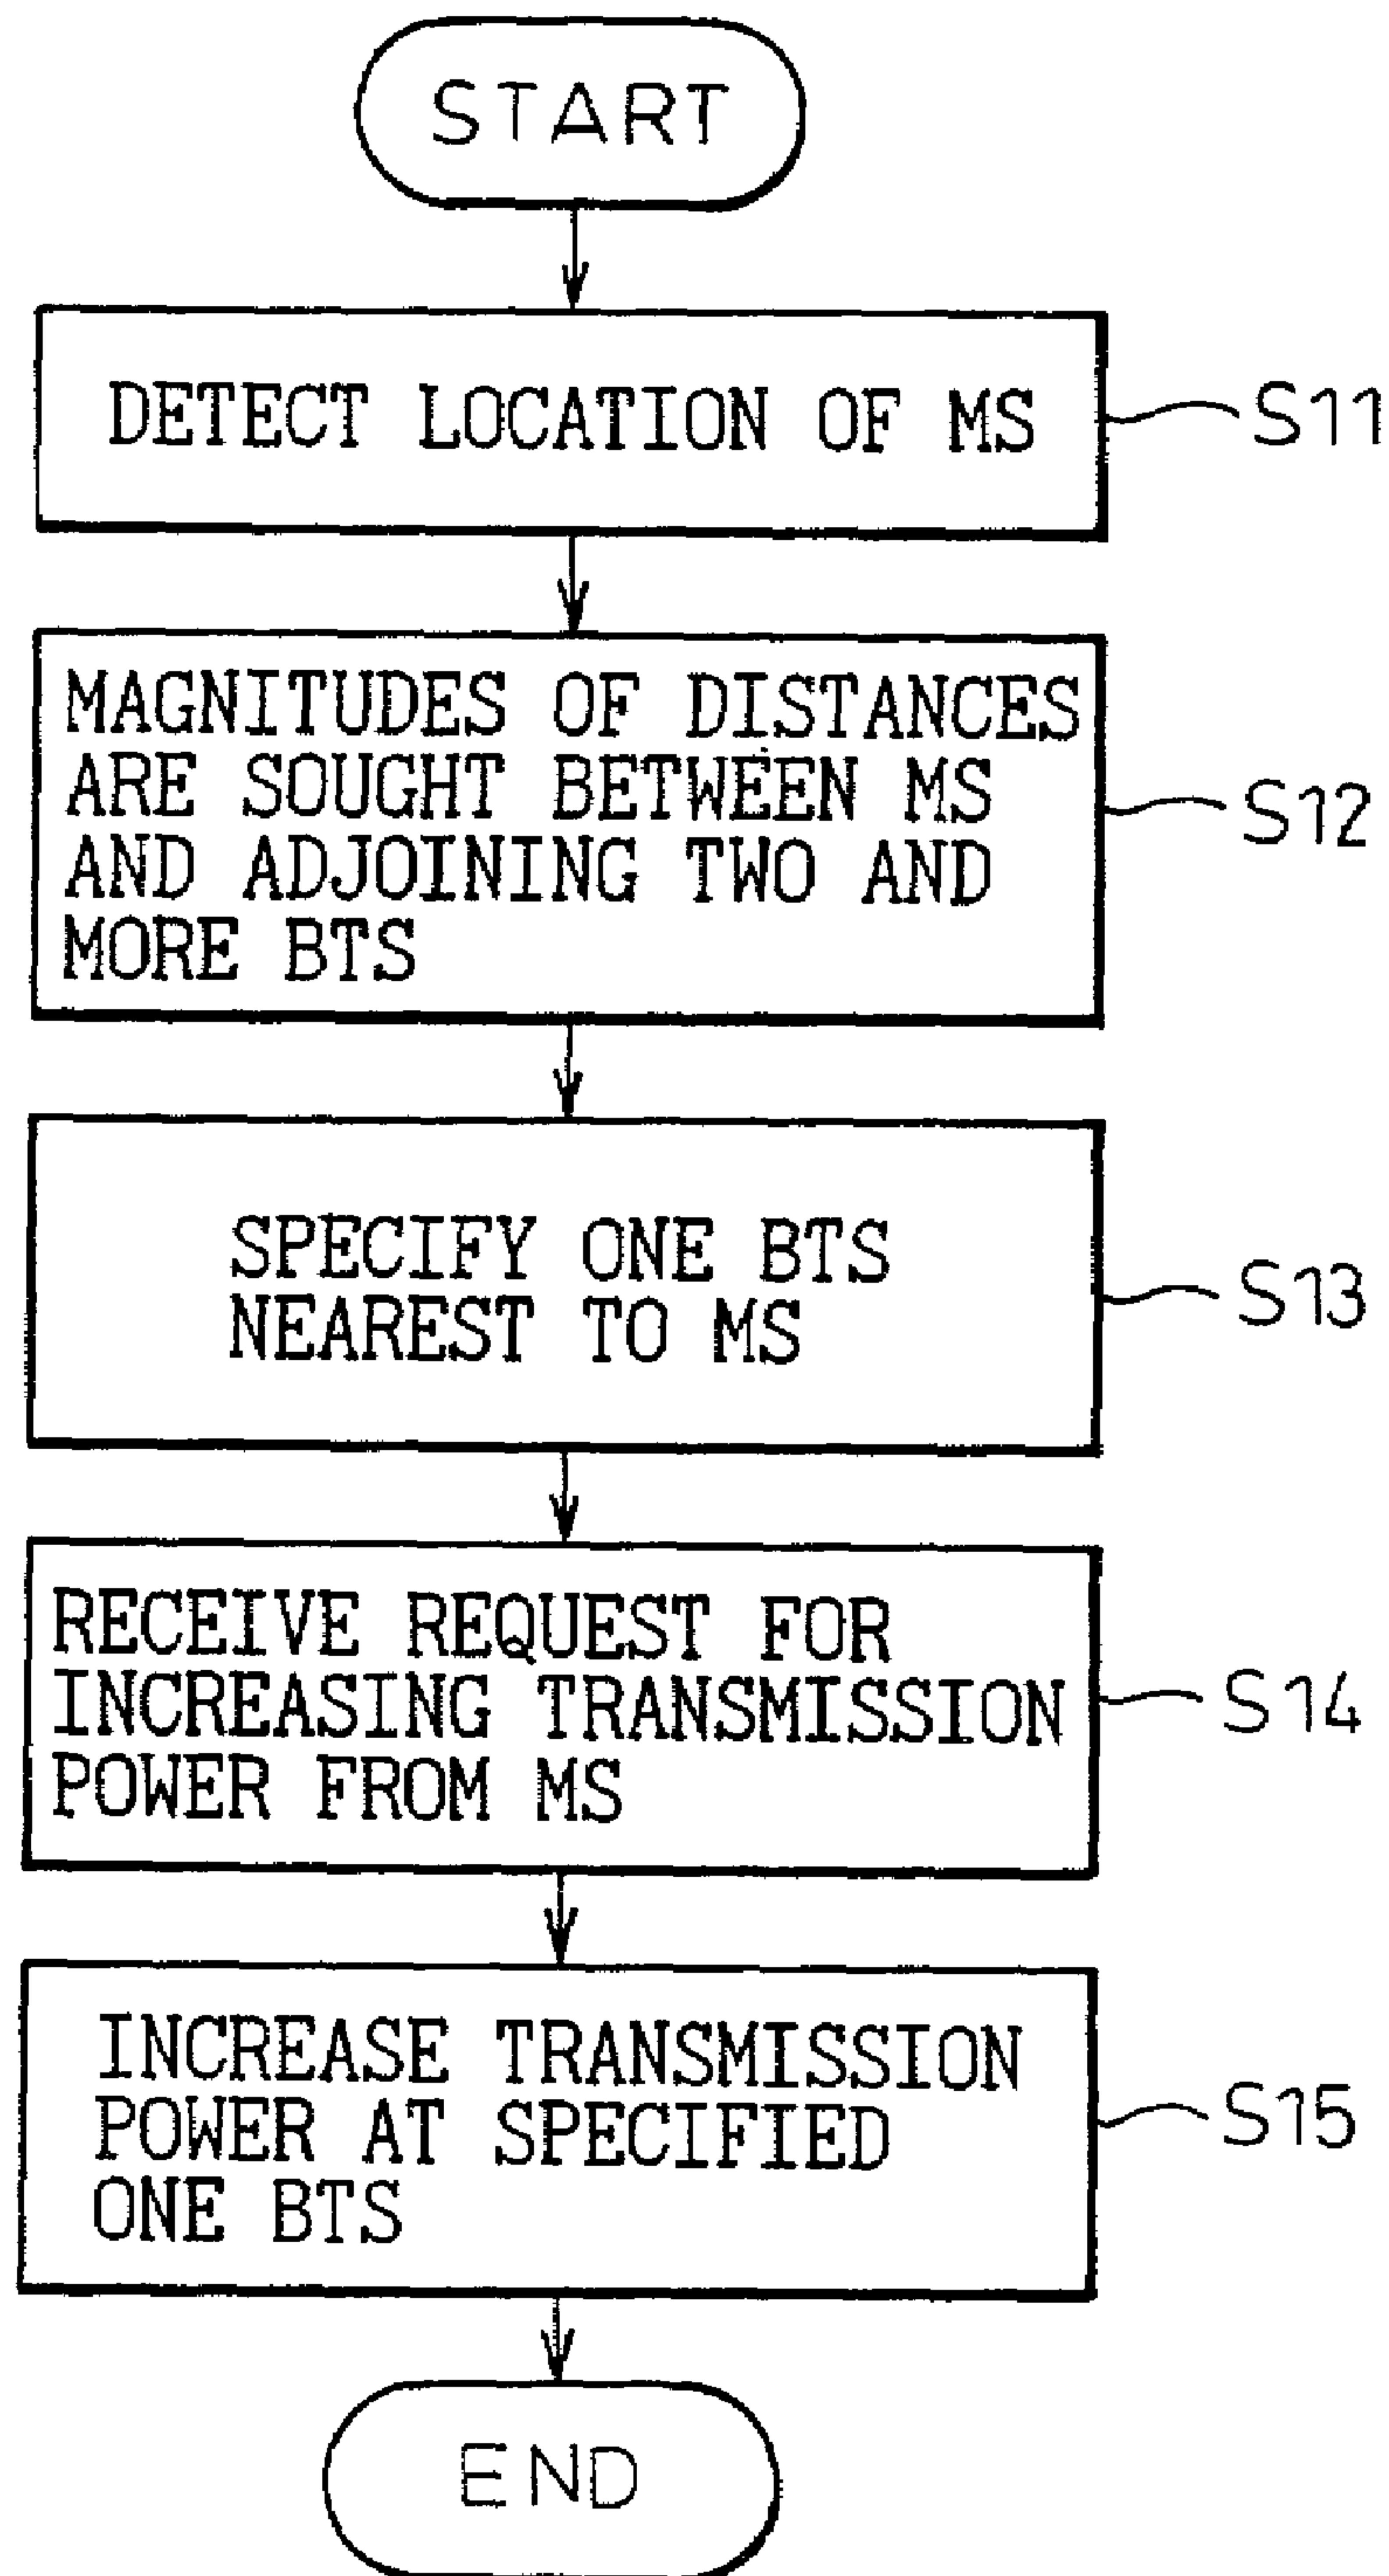 START
DETECT LOCATION OF MS
S11
MAGNITUDES OF DISTANCES
ARE SOUGHT BETWEEN MS
AND ADJOINING TWO AND
MORE BTS
S12
SPECIFY ONE BTS
NEAREST TO MS
S13
RECEIVE REQUEST FOR
INCREASING TRANSMISSION
POWER FROM MS
S14
INCREASE TRANSMISSION
POWER AT SPECIFIED
ONE BTS
S15
END